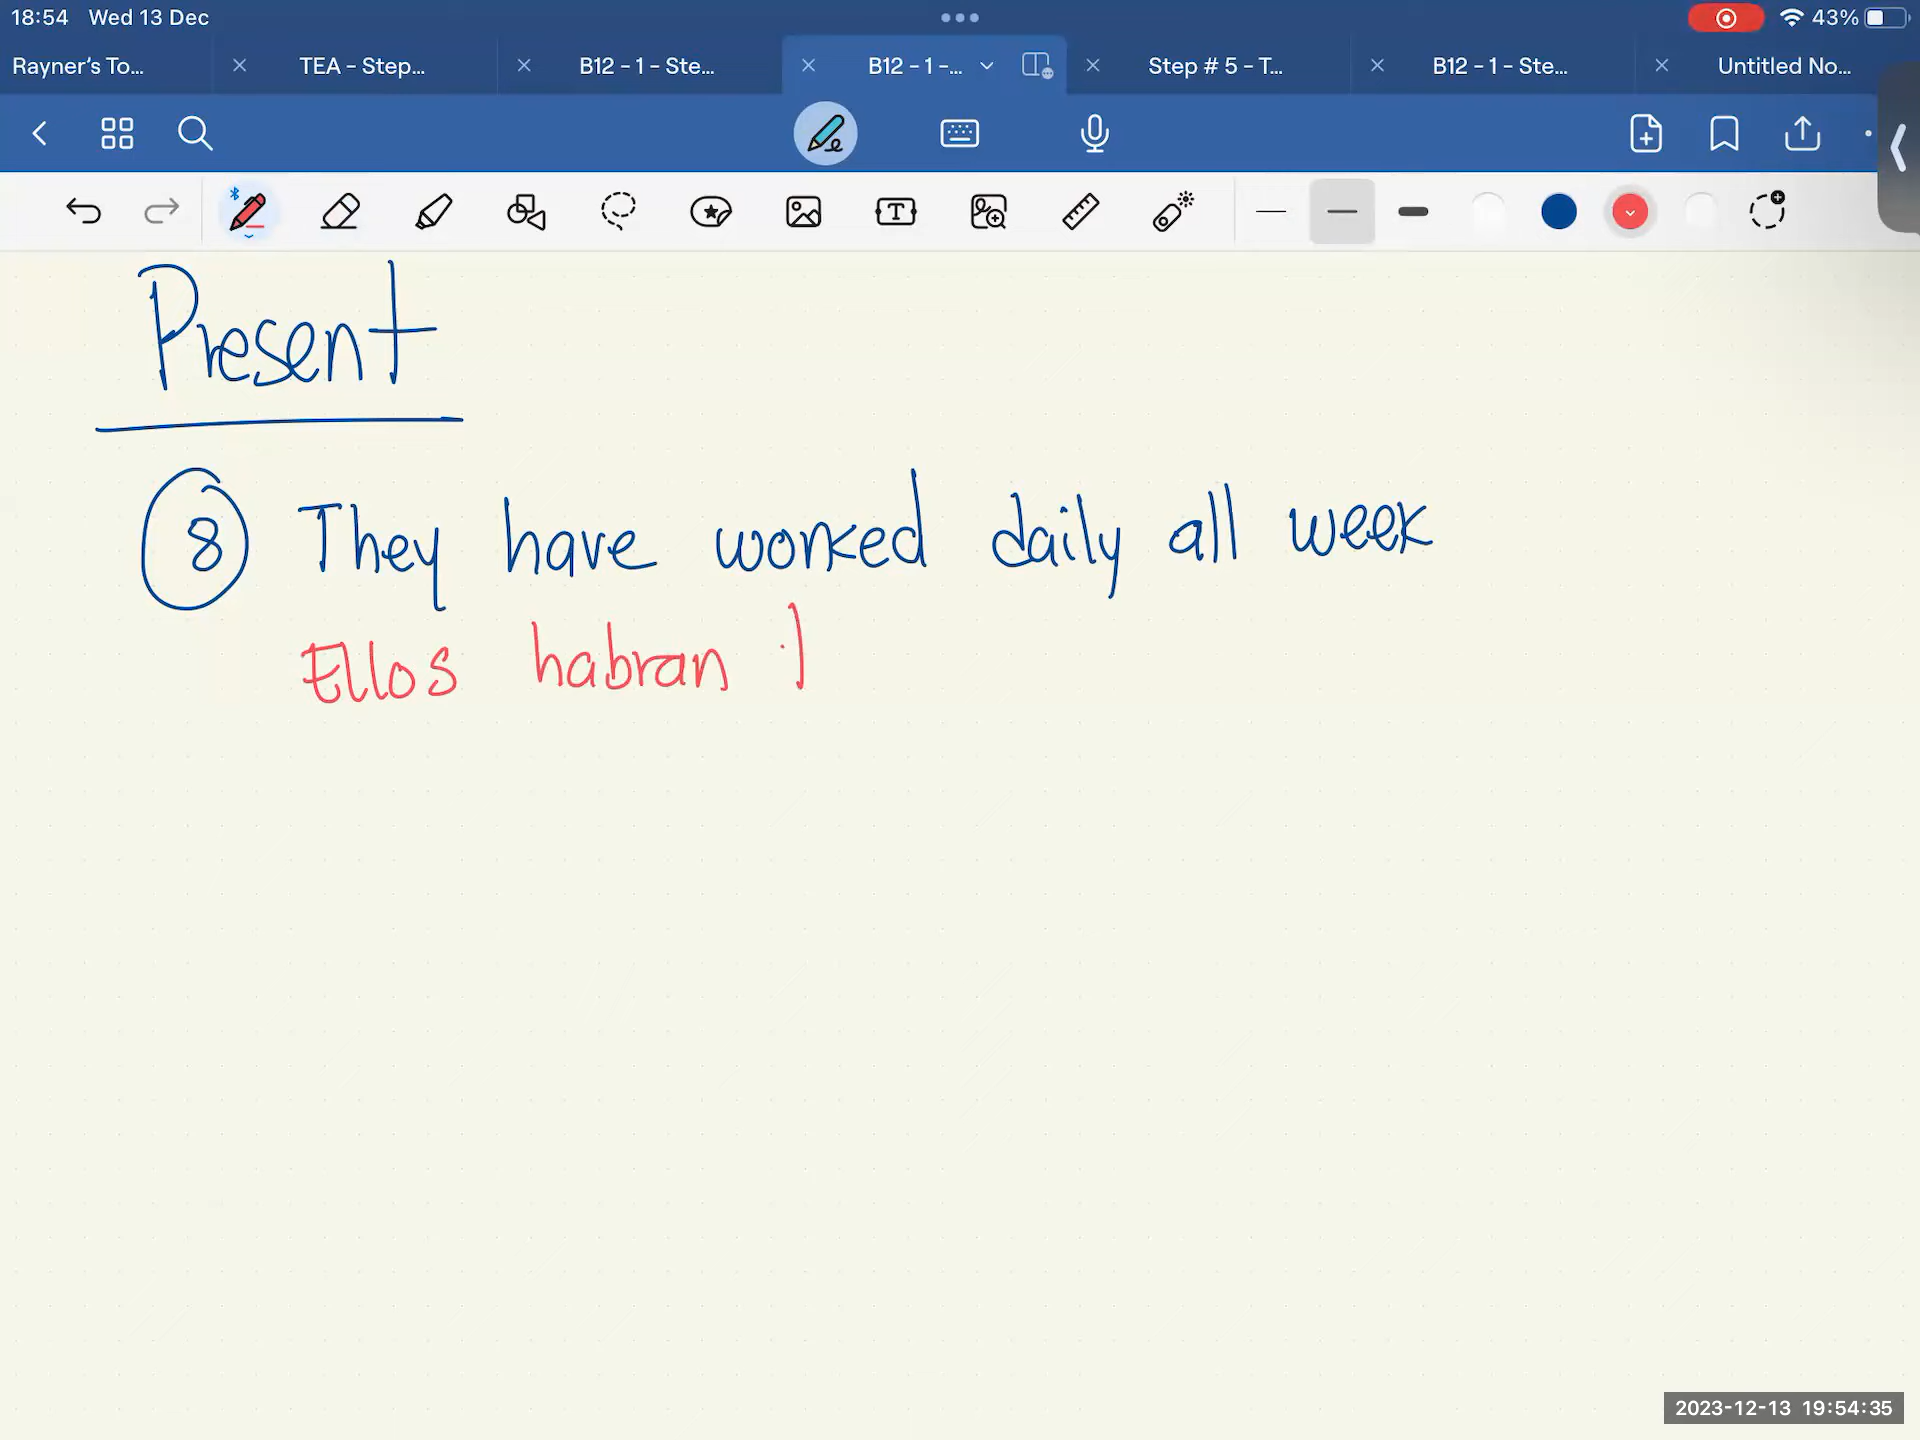 18:54 Wed 13 Dec 43%
Rayner's To... TEA - Step... B12 - 1 - Ste... B12 - 1 -... Step # 5 - T... B12 - 1 - Ste... Untitled No...
Present
8 They have worked daily all week
Ellos habran
2023-12-13 19:54:35